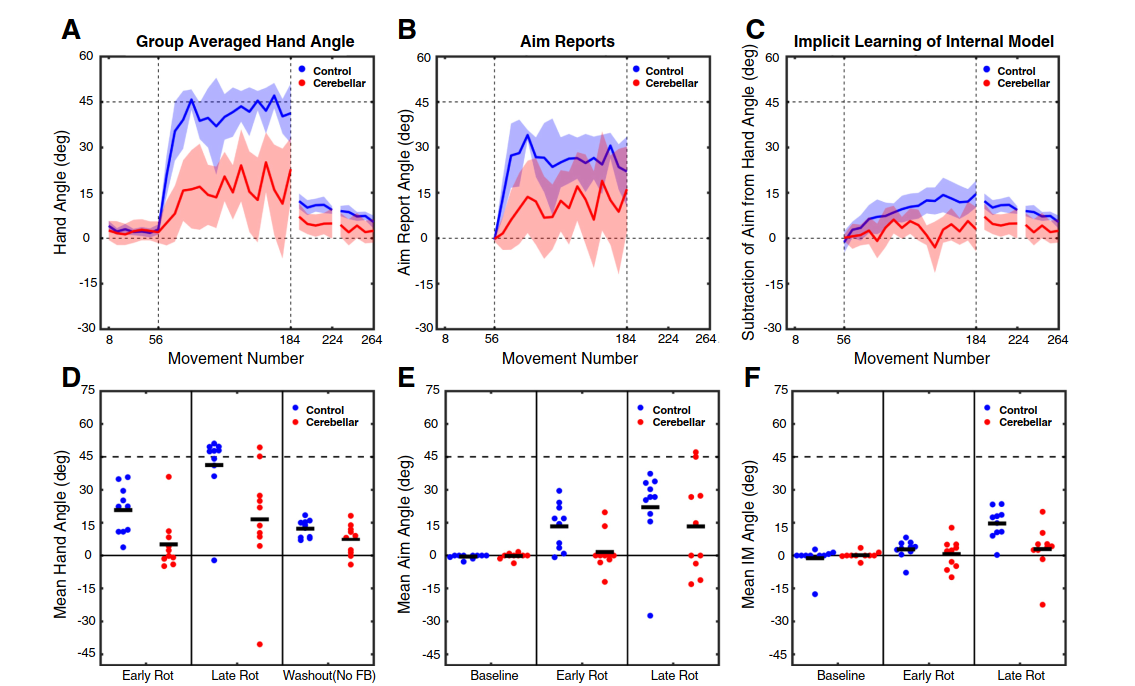 A
Group Averaged Hand Angle
60
45
30
15
0
-15
-30
Hand Angle (deg)
Control
Cerebellar
8
56
184
224
264
Movement Number
B
Aim Reports
60
45
30
15
0
-15
-30
Aim Report Angle (deg)
Control
Cerebellar
8
56
184
224
264
Movement Number
C
Implicit Learning of Internal Model
60
45
30
15
0
-15
-30
Subtraction of Aim from Hand Angle (deg)
Control
Cerebellar
8
56
184
224
264
Movement Number
D
75
60
45
30
15
0
-15
-30
-45
Mean Hand Angle (deg)
Control
Cerebellar
Early Rot
Late Rot
Washout(No FB)
E
75
60
45
30
15
0
-15
-30
-45
Mean Aim Angle (deg)
Control
Cerebellar
Baseline
Early Rot
Late Rot
F
75
60
45
30
15
0
-15
-30
-45
Mean IM Angle (deg)
Control
Cerebellar
Baseline
Early Rot
Late Rot